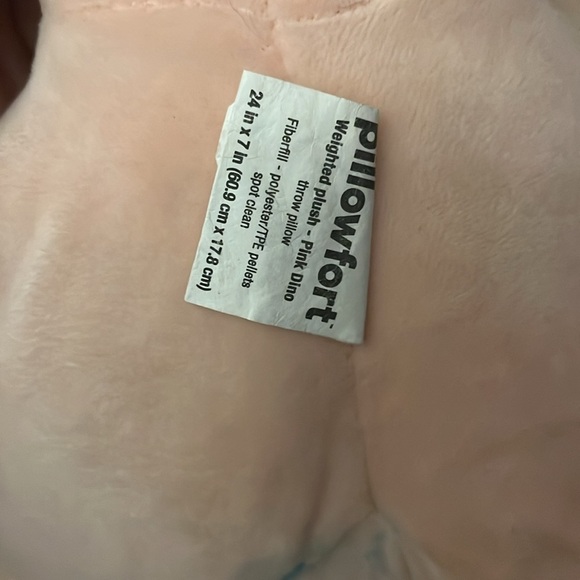 pillowfort™
Weighted plush - Pink Dino
throw pillow
Fiberfill - polyester/TPE pellets
spot clean
24 in x 7 in (60.9 cm x 17.8 cm)